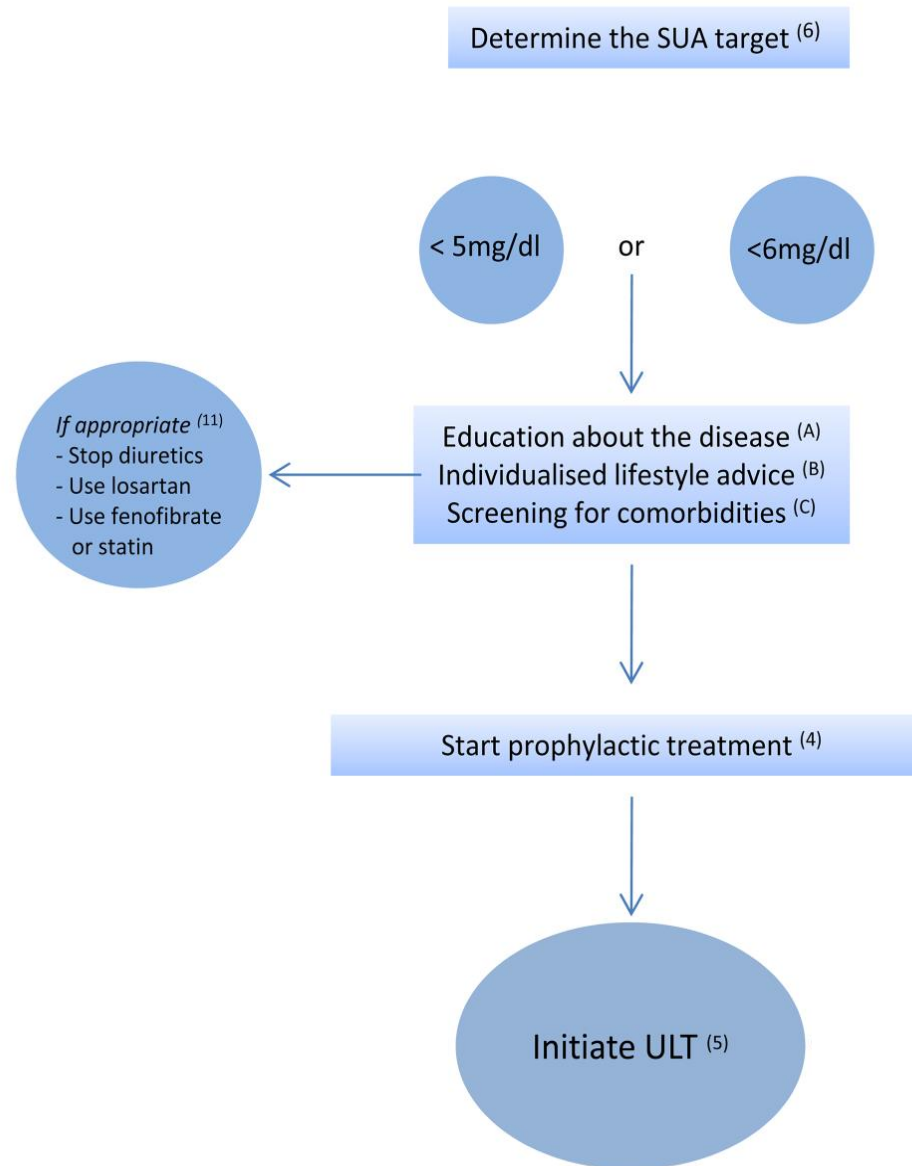 Determine the SUA target (6)
< 5mg/dl or <6mg/dl
If appropriate (11)
- Stop diuretics
- Use losartan
- Use fenofibrate
or statin
Education about the disease (A)
Individualised lifestyle advice (B)
Screening for comorbidities (C)
Start prophylactic treatment (4)
Initiate ULT (5)